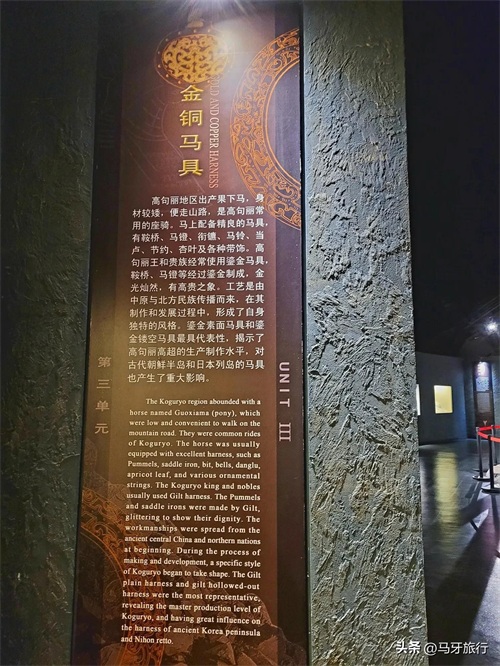 金铜马具
GOLD AND COPPER HARNESS
高句丽地区出产果下马，身
材较矮，便走山路，是高句丽常
用的座骑。马上配备精良的马具，
有鞍桥、马镫、衔镳、马铃、当
卢、节约、杏叶及各种带饰。高
句丽王和贵族经常使用鎏金马具，
鞍桥、马镫等经过鎏金制成，金
光灿然，有高贵之象。工艺是由
中原与北方民族传播而来，在其
制作和发展过程中，形成了自身
独特的风格。鎏金素面马具和鎏
金镂空马具最具代表性，揭示了
高句丽高超的生产制作水平，对
古代朝鲜半岛和日本列岛的马具
也产生了重大影响。
第三单元
UNIT III
The Koguryo region abounded with a
horse named Guoxiama (pony), which
were low and convenient to walk on the
mountain road. They were common rides
of Koguryo. The horse was usually
equipped with excellent harness, such as
Pummels, saddle iron, bit, bells, danglu,
apricot leaf, and various ornamental
strings. The Koguryo king and nobles
usually used Gilt harness. The Pummels
and saddle irons were made by Gilt,
glittering to show their dignity. The
workmanships were spread from the
ancient central China and northern nations
at beginning. During the process of
making and development, a specific style
of Koguryo began to take shape. The Gilt
plain harness and gilt hollowed-out
harness were the most representative,
revealing the master production level of
Koguryo, and having great influence on
the harness of ancient Korea peninsula
and Nihon retto.
头条 @马牙旅行